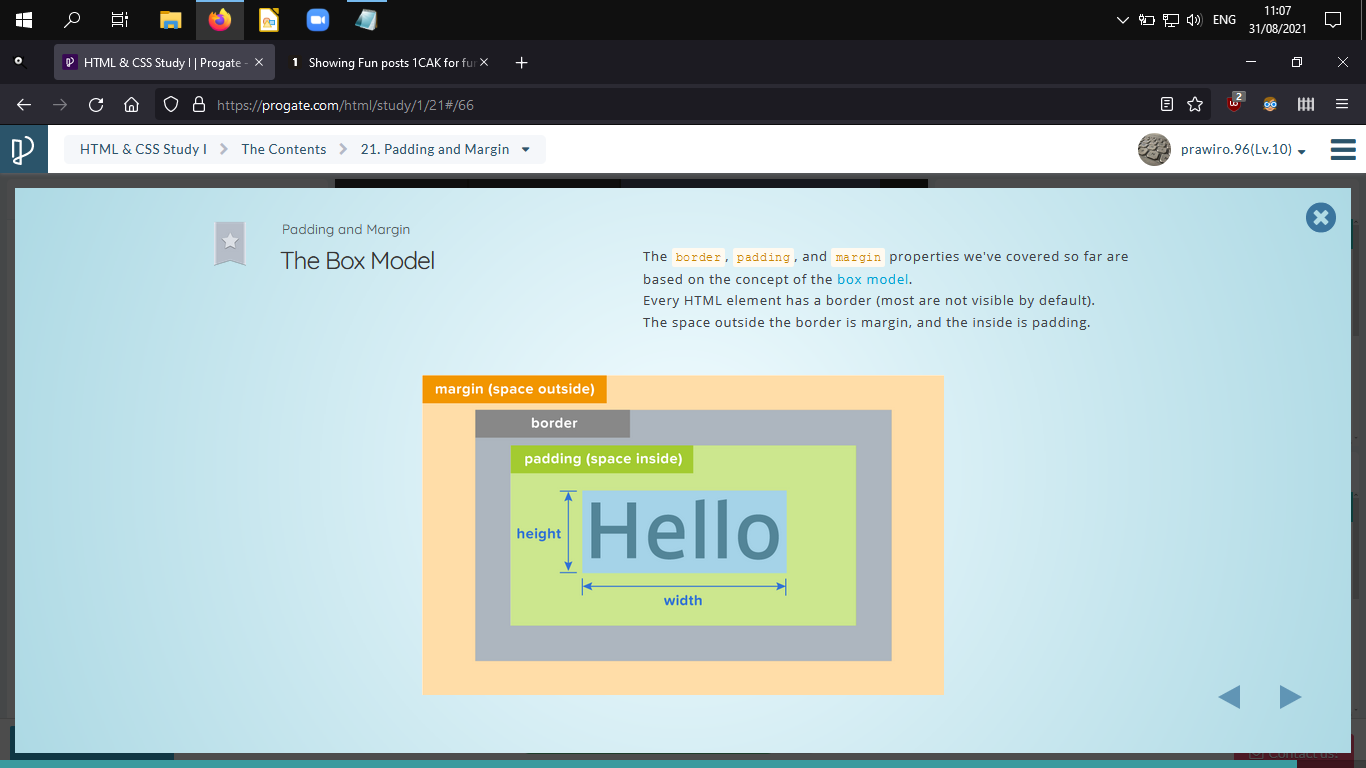 ENG
11:07
31/08/2021
HTML & CSS Study I | Progate -
1 Showing Fun posts 1CAK for fu
https://progate.com/html/study/1/21#/66
2
HTML & CSS Study I
The Contents
21. Padding and Margin
prawiro.96(Lv.10)
Padding and Margin
The Box Model
The border, padding, and margin properties we've covered so far are
based on the concept of the box model.
Every HTML element has a border (most are not visible by default).
The space outside the border is margin, and the inside is padding.
margin (space outside)
border
padding (space inside)
height
Hello
width
Contact us!